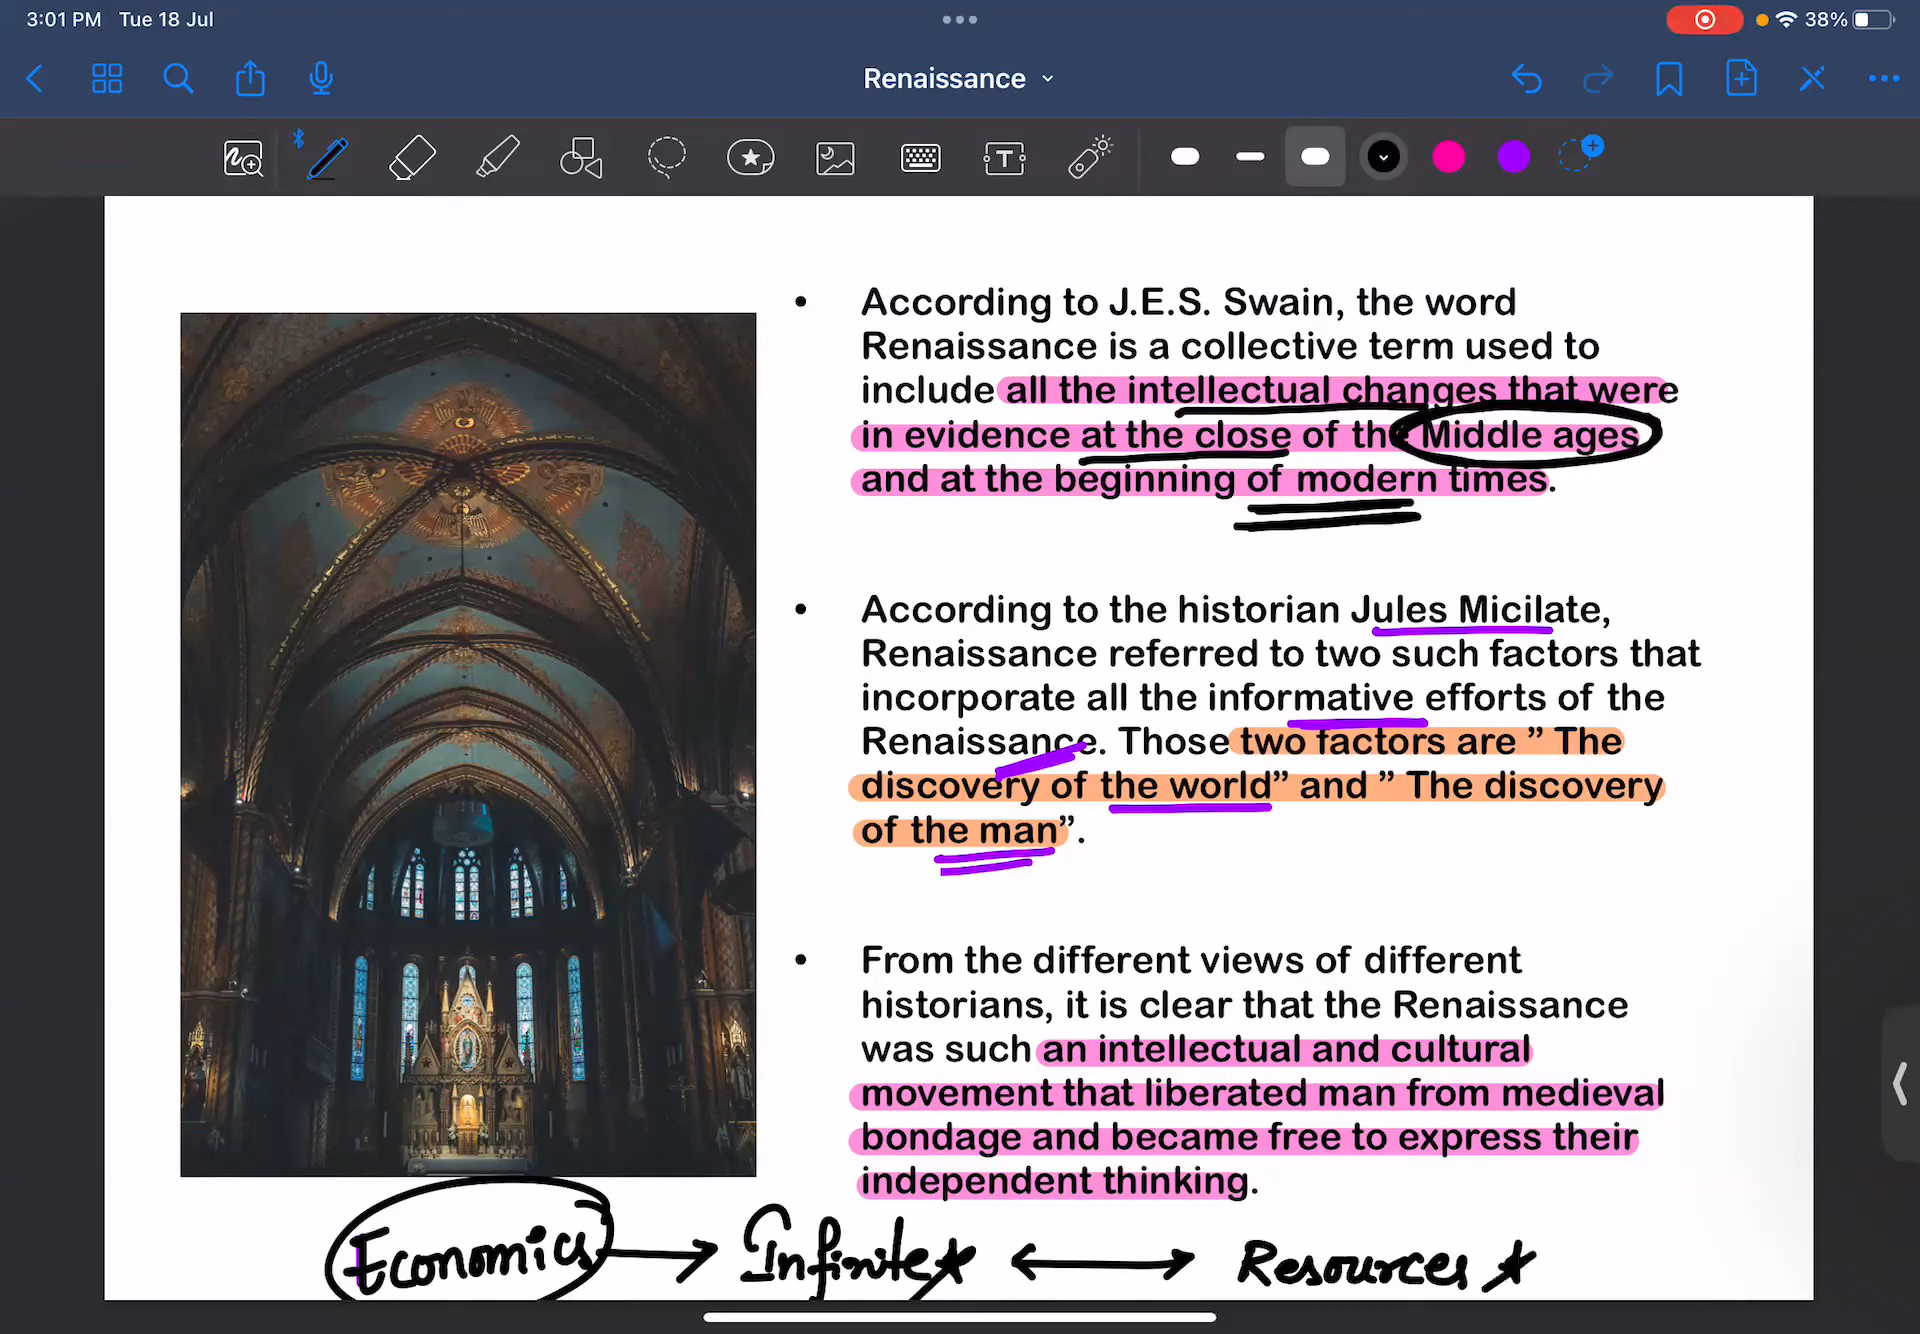 3:01 PM Tue 18 Jul
38%
Renaissance
T
• According to J.E.S. Swain, the word
Renaissance is a collective term used to
include all the intellectual changes that were
in evidence at the close of the Middle ages
and at the beginning of modern times.
• According to the historian Jules Micilate,
Renaissance referred to two such factors that
incorporate all the informative efforts of the
Renaissance. Those two factors are ” The
discovery of the world” and ” The discovery
of the man”.
• From the different views of different
historians, it is clear that the Renaissance
was such an intellectual and cultural
movement that liberated man from medieval
bondage and became free to express their
independent thinking.
Economics → Infinite ↔ Resources